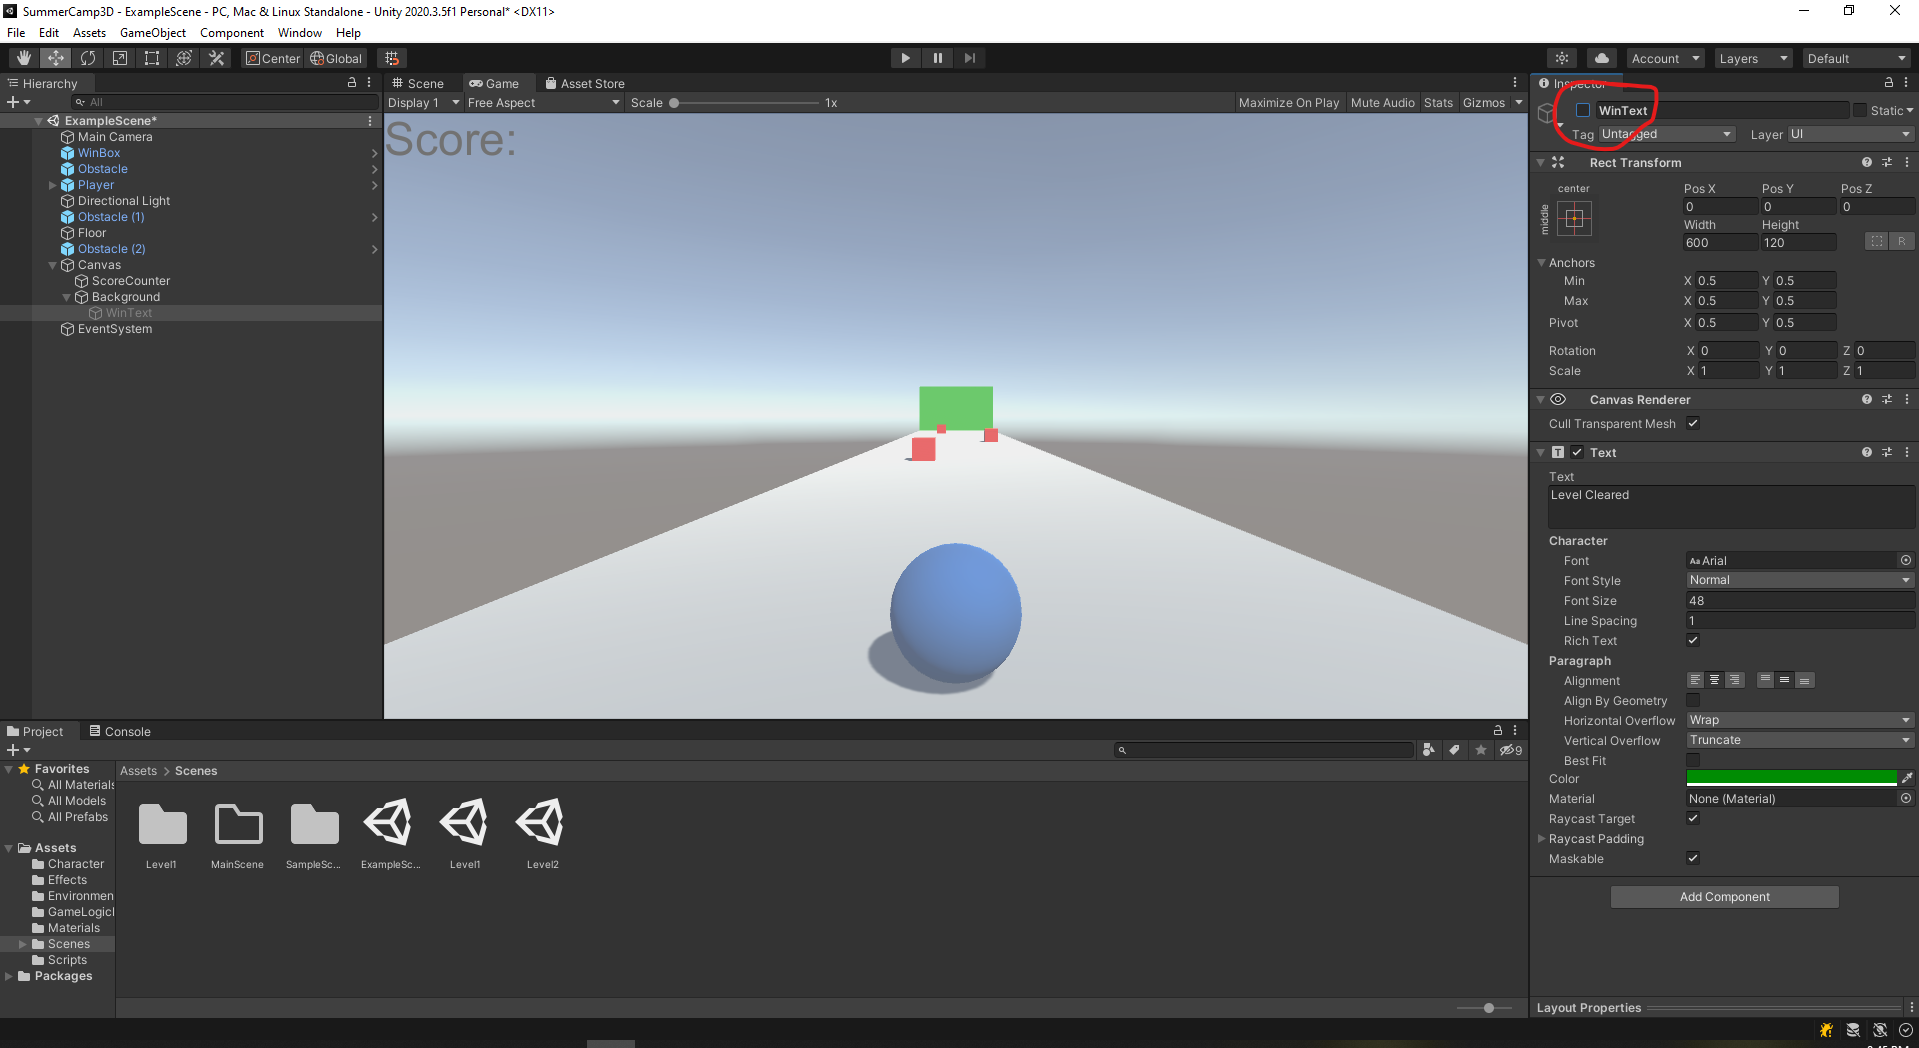 SummerCamp3D - ExampleScene - PC, Mac & Linux Standalone - Unity 2020.3.5f1 Personal* <DX11>
File Edit Assets GameObject Component Window Help
Center Global Account Layers Default
Hierarchy
All
ExampleScene*
Main Camera
WinBox
Obstacle
Player
Directional Light
Obstacle (1)
Floor
Obstacle (2)
Canvas
ScoreCounter
Background
WinText
EventSystem
Scene Game Asset Store
Display 1 Free Aspect Scale 1x Maximize On Play Mute Audio Stats Gizmos
Score:
Inspector
WinText Static
Tag Untagged Layer UI
Rect Transform
center
middle
Pos X Pos Y Pos Z
0 0 0
Width Height
600 120 R
Anchors
Min X 0.5 Y 0.5
Max X 0.5 Y 0.5
Pivot X 0.5 Y 0.5
Rotation X 0 Y 0 Z 0
Scale X 1 Y 1 Z 1
Canvas Renderer
Cull Transparent Mesh
Text
Text
Level Cleared
Character
Font Aa Arial
Font Style Normal
Font Size 48
Line Spacing 1
Rich Text
Paragraph
Alignment
Align By Geometry
Horizontal Overflow Wrap
Vertical Overflow Truncate
Best Fit
Color
Material None (Material)
Raycast Target
Raycast Padding
Maskable
Add Component
Layout Properties
Project Console
9
Favorites
All Materials
All Models
All Prefabs
Assets
Character
Effects
Environmen
GameLogicl
Materials
Scenes
Scripts
Packages
Assets > Scenes
Level1 MainScene SampleSc... ExampleSc... Level1 Level2